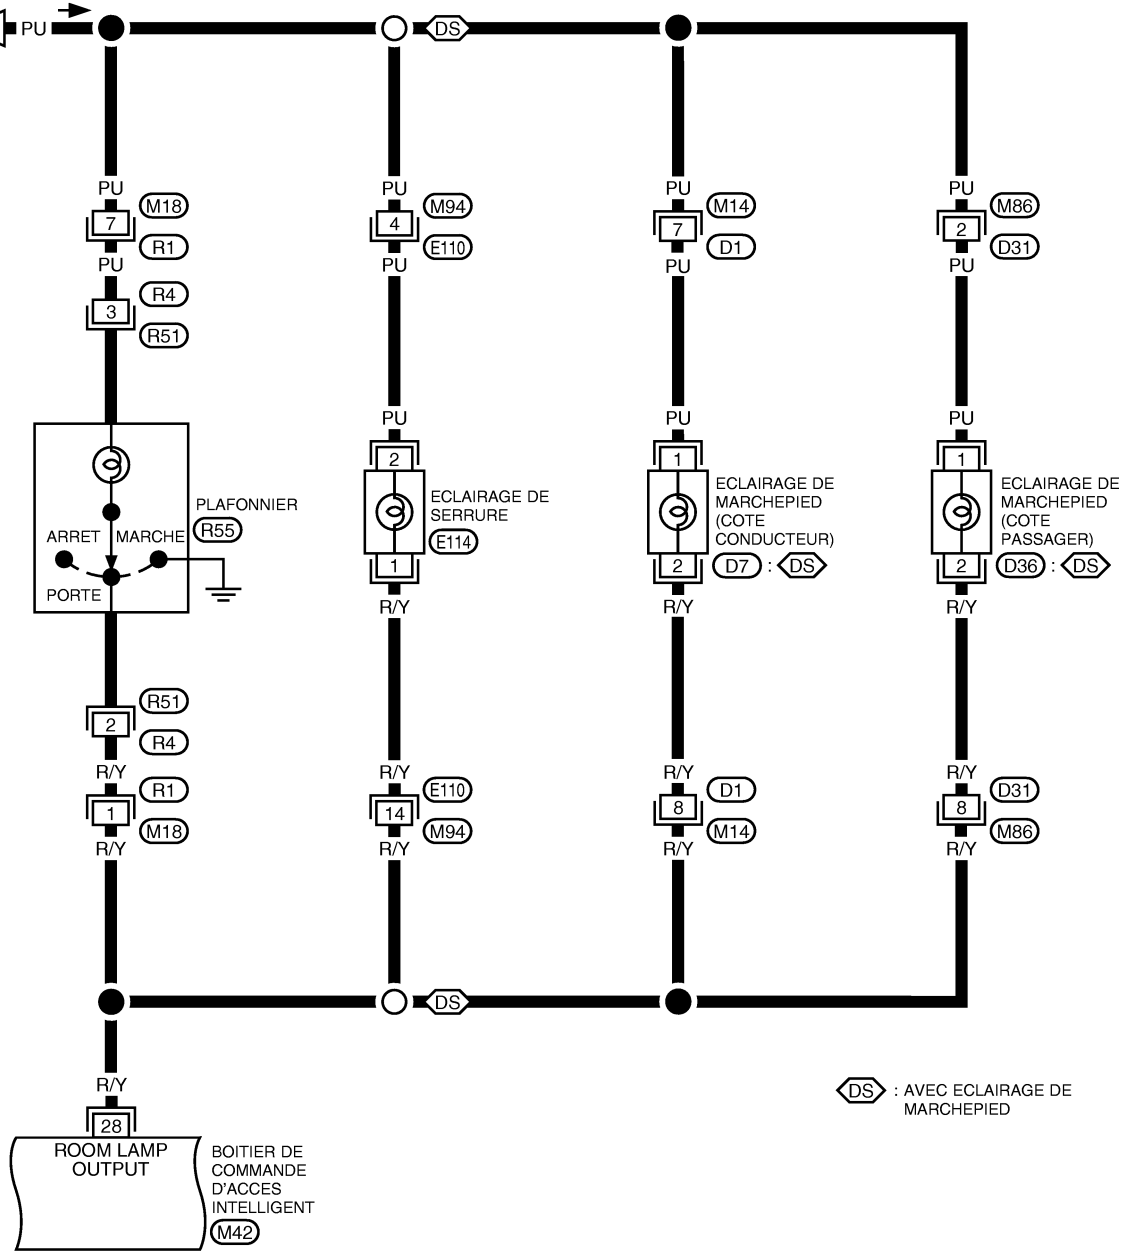 PU
DS
PU
PU
PU
PU
7
M18
R1
4
M94
E110
7
M14
D1
2
M86
D31
PU
PU
PU
PU
3
R4
R51
PU
PU
PU
2
1
1
ARRET
MARCHE
PORTE
PLAFONNIER
R55
ECLAIRAGE DE
SERRURE
E114
ECLAIRAGE DE
MARCHEPIED
(COTE
CONDUCTEUR)
D7 : DS
ECLAIRAGE DE
MARCHEPIED
(COTE
PASSAGER)
D36 : DS
1
2
2
R/Y
R/Y
R/Y
2
R51
R4
R/Y
R/Y
R/Y
R/Y
1
R1
M18
14
E110
M94
8
D1
M14
8
D31
M86
R/Y
R/Y
R/Y
R/Y
DS
R/Y
28
ROOM LAMP
OUTPUT
BOITIER DE
COMMANDE
D'ACCES
INTELLIGENT
M42
DS : AVEC ECLAIRAGE DE
MARCHEPIED